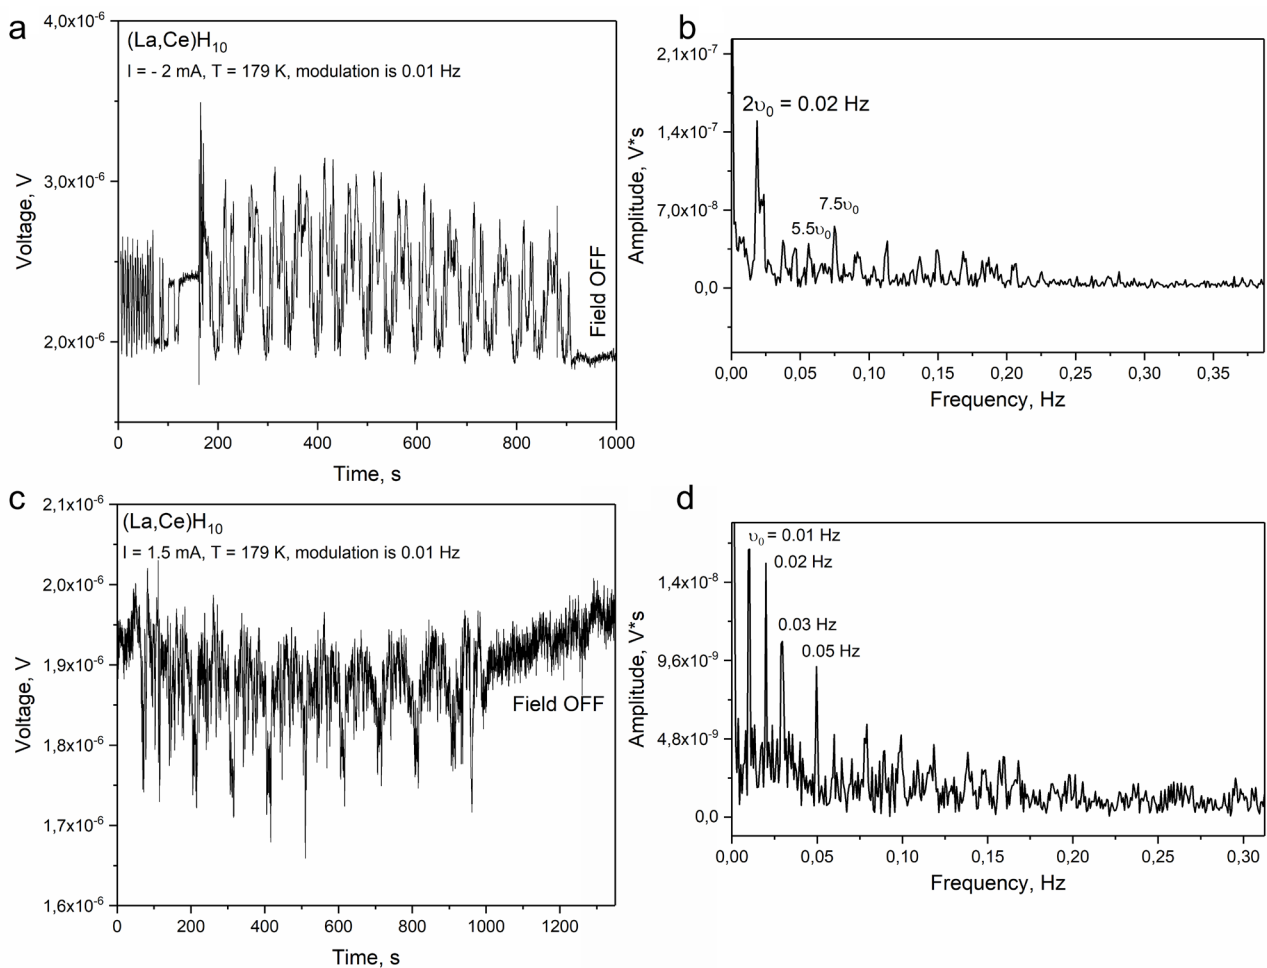 a
4,0x10⁻⁶
(La,Ce)H₁₀
I = - 2 mA, T = 179 K, modulation is 0.01 Hz
3,0x10⁻⁶
2,0x10⁻⁶
Voltage, V
Field OFF
0 200 400 600 800 1000
Time, s
b
2,1x10⁻⁷
1,4x10⁻⁷
7,0x10⁻⁸
0,0
Amplitude, V*s
2υ₀ = 0.02 Hz
7.5υ₀
5.5υ₀
0,00 0,05 0,10 0,15 0,20 0,25 0,30 0,35
Frequency, Hz
c
2,1x10⁻⁶
(La,Ce)H₁₀
I = 1.5 mA, T = 179 K, modulation is 0.01 Hz
2,0x10⁻⁶
1,9x10⁻⁶
1,8x10⁻⁶
1,7x10⁻⁶
1,6x10⁻⁶
Voltage, V
Field OFF
0 200 400 600 800 1000 1200
Time, s
d
υ₀ = 0.01 Hz
0.02 Hz
0.03 Hz
0.05 Hz
1,4x10⁻⁸
9,6x10⁻⁹
4,8x10⁻⁹
0,0
Amplitude, V*s
0,00 0,05 0,10 0,15 0,20 0,25 0,30
Frequency, Hz